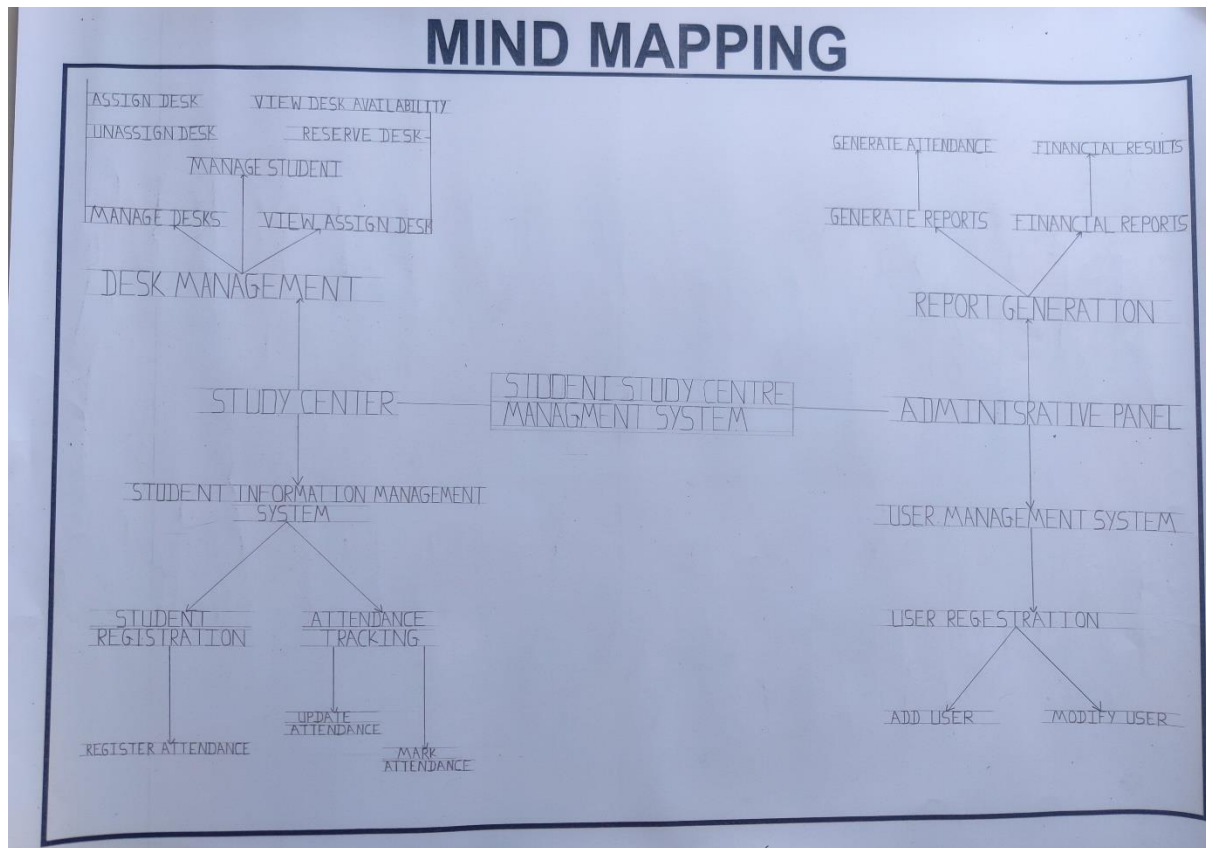 MIND MAPPING
ASSIGN DESK
VIEW DESK AVAILABILITY
UNASSIGN DESK
RESERVE DESK
MANAGE STUDENT
MANAGE DESKS
VIEW ASSIGN DESK
DESK MANAGEMENT
GENERATE ATTENDANCE
FINANCIAL RESULTS
GENERATE REPORTS
FINANCIAL REPORTS
REPORT GENERATION
STUDY CENTER
STUDENT STUDY CENTRE
MANAGMENT SYSTEM
ADMINISRATIVE PANEL
STUDENT INFORMATION MANAGEMENT
SYSTEM
USER MANAGEMENT SYSTEM
STUDENT
REGISTRATION
ATTENDANCE
TRACKING
USER REGESTRATION
REGISTER ATTENDANCE
UPDATE
ATTENDANCE
MARK
ATTENDANCE
ADD USER
MODIFY USER